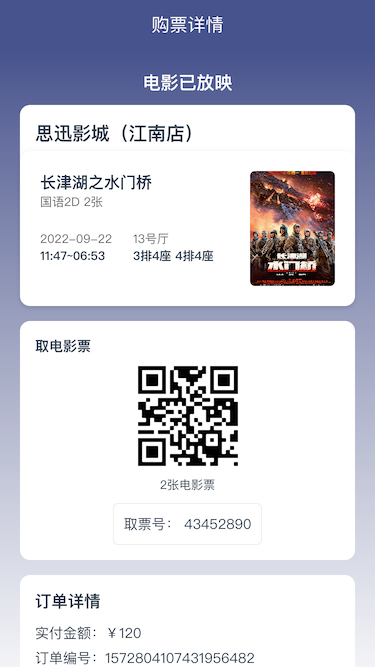 购票详情
电影已放映
思迅影城（江南店）
长津湖之水门桥
国语2D 2张
2022-09-22 13号厅
11:47~06:53 3排4座 4排4座
长津湖
水门桥
取电影票
2张电影票
取票号： 43452890
订单详情
实付金额：￥120
订单编号：1572804107431956482